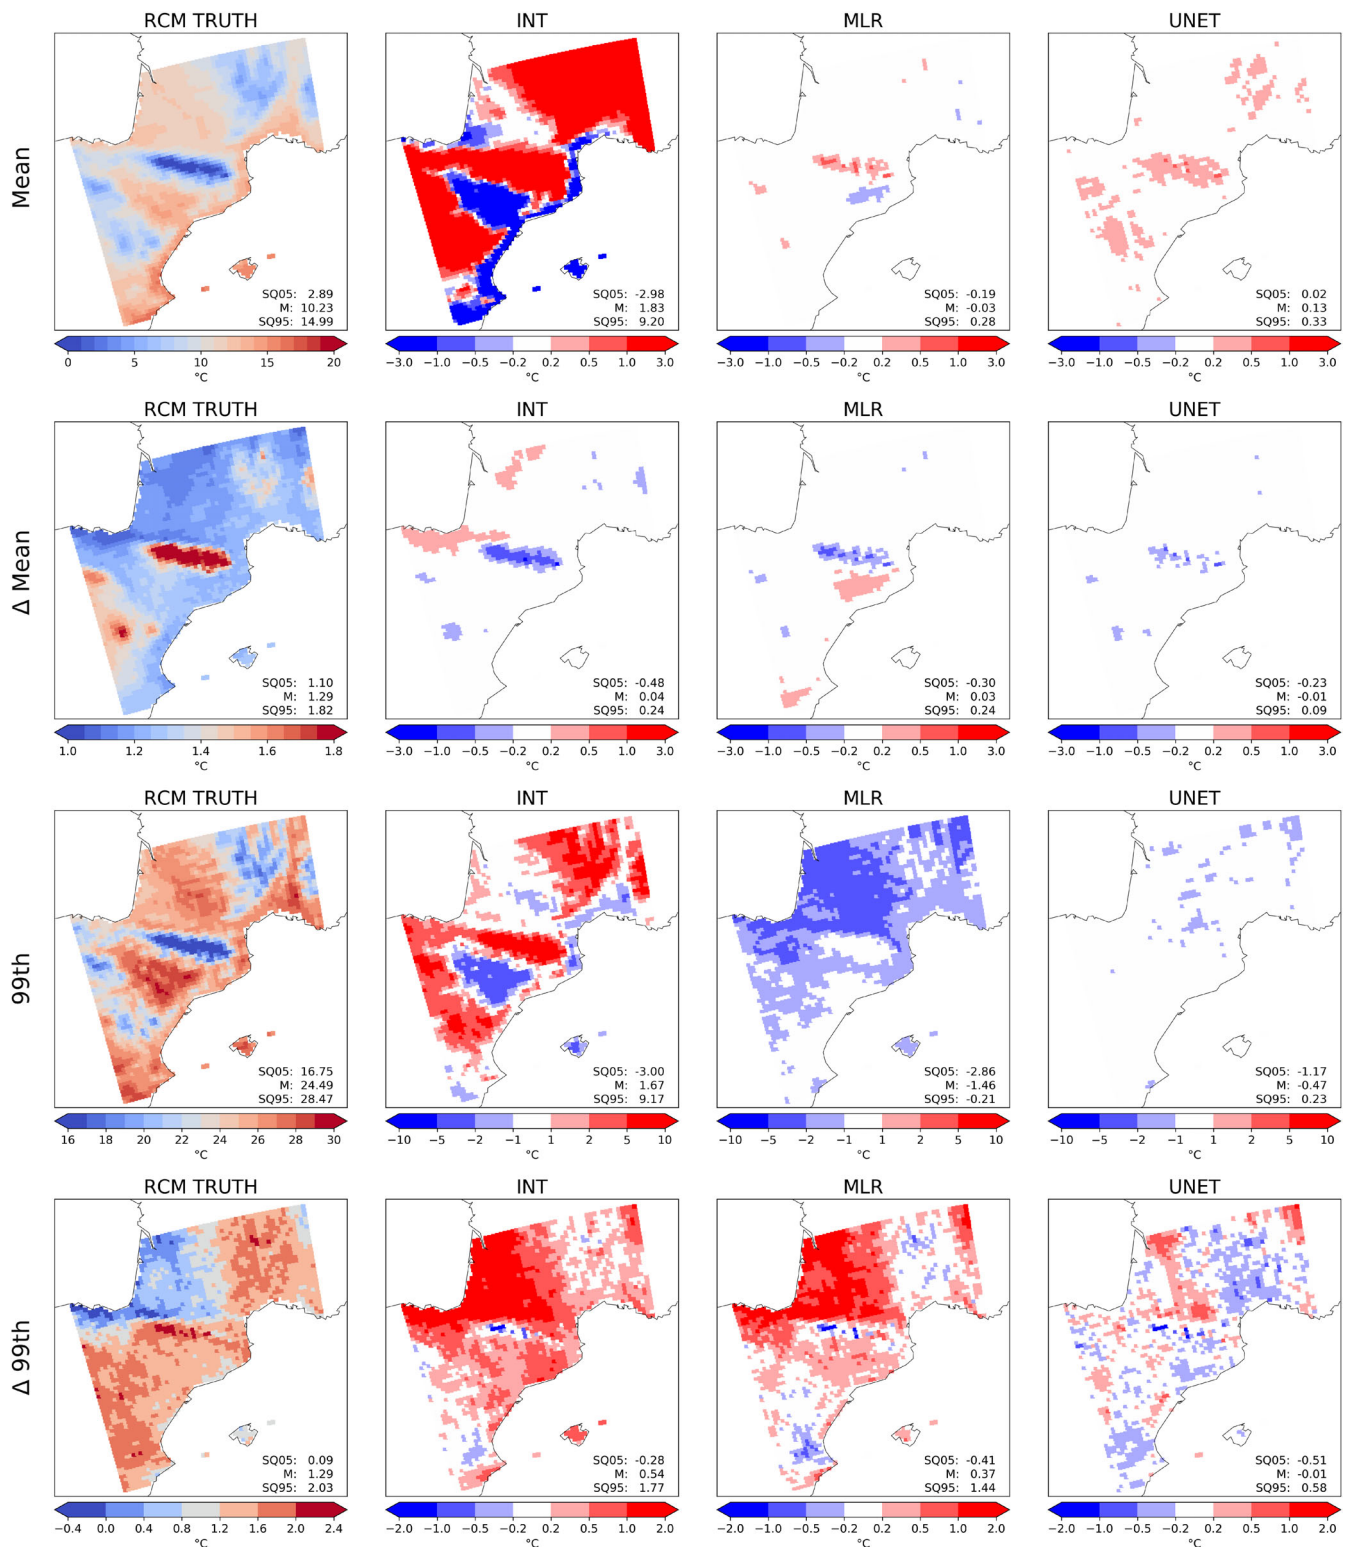 RCM TRUTH INT MLR UNET
Mean
SQ05: 2.89 SQ05: -2.98 SQ05: -0.19 SQ05: 0.02
M: 10.23 M: 1.83 M: -0.03 M: 0.13
SQ95: 14.99 SQ95: 9.20 SQ95: 0.28 SQ95: 0.33
0 5 10 15 20 −3.0 −1.0 −0.5 −0.2 0.2 0.5 1.0 3.0 −3.0 −1.0 −0.5 −0.2 0.2 0.5 1.0 3.0 −3.0 −1.0 −0.5 −0.2 0.2 0.5 1.0 3.0
°C °C °C °C
RCM TRUTH INT MLR UNET
Δ Mean
SQ05: 1.10 SQ05: -0.48 SQ05: -0.30 SQ05: -0.23
M: 1.29 M: 0.04 M: 0.03 M: -0.01
SQ95: 1.82 SQ95: 0.24 SQ95: 0.24 SQ95: 0.09
1.0 1.2 1.4 1.6 1.8 −3.0 −1.0 −0.5 −0.2 0.2 0.5 1.0 3.0 −3.0 −1.0 −0.5 −0.2 0.2 0.5 1.0 3.0 −3.0 −1.0 −0.5 −0.2 0.2 0.5 1.0 3.0
°C °C °C °C
RCM TRUTH INT MLR UNET
99th
SQ05: 16.75 SQ05: -3.00 SQ05: -2.86 SQ05: -1.17
M: 24.49 M: 1.67 M: -1.46 M: -0.47
SQ95: 28.47 SQ95: 9.17 SQ95: -0.21 SQ95: 0.23
16 18 20 22 24 26 28 30 −10 −5 −2 −1 1 2 5 10 −10 −5 −2 −1 1 2 5 10 −10 −5 −2 −1 1 2 5 10
°C °C °C °C
RCM TRUTH INT MLR UNET
Δ 99th
SQ05: 0.09 SQ05: -0.28 SQ05: -0.41 SQ05: -0.51
M: 1.29 M: 0.54 M: 0.37 M: -0.01
SQ95: 2.03 SQ95: 1.77 SQ95: 1.44 SQ95: 0.58
−0.4 0.0 0.4 0.8 1.2 1.6 2.0 2.4 −2.0 −1.0 −0.5 −0.2 0.2 0.5 1.0 2.0 −2.0 −1.0 −0.5 −0.2 0.2 0.5 1.0 2.0 −2.0 −1.0 −0.5 −0.2 0.2 0.5 1.0 2.0
°C °C °C °C